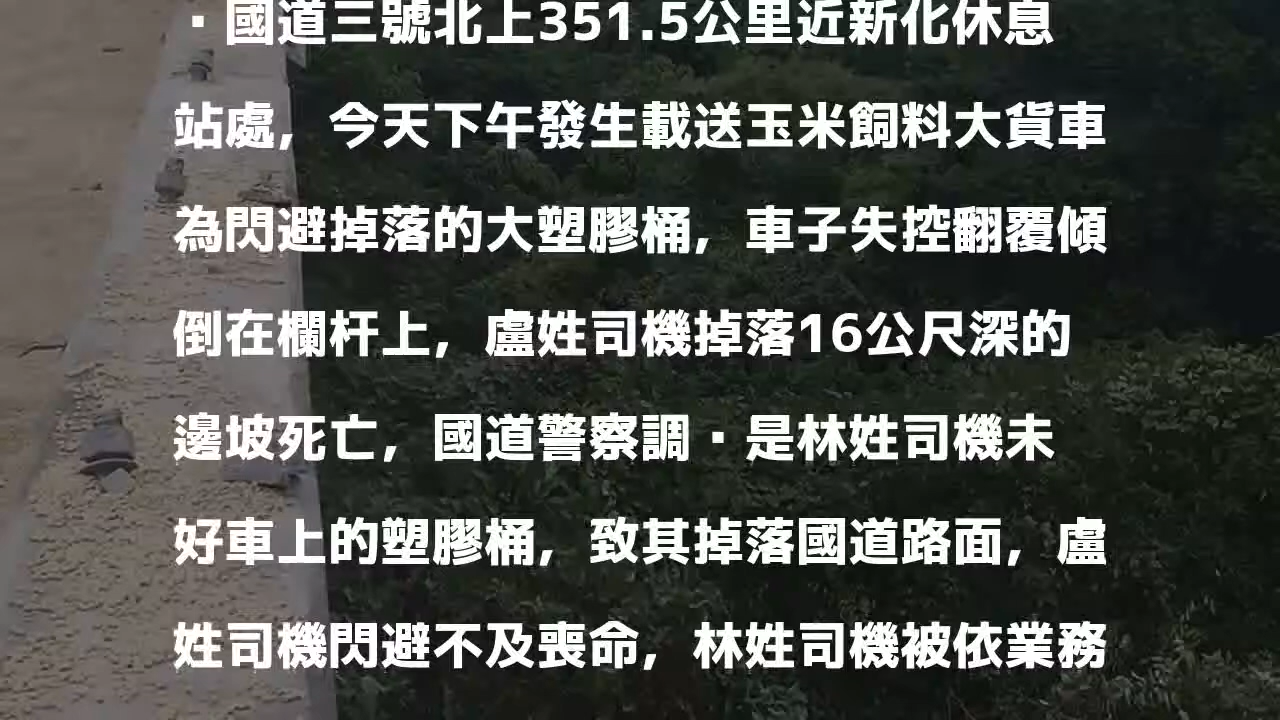 ▪國道三號北上351.5公里近新化休息
站處，今天下午發生載送玉米飼料大貨車
為閃避掉落的大塑膠桶，車子失控翻覆傾
倒在欄杆上，盧姓司機掉落16公尺深的
邊坡死亡，國道警察調▪是林姓司機未
好車上的塑膠桶，致其掉落國道路面，盧
姓司機閃避不及喪命，林姓司機被依業務